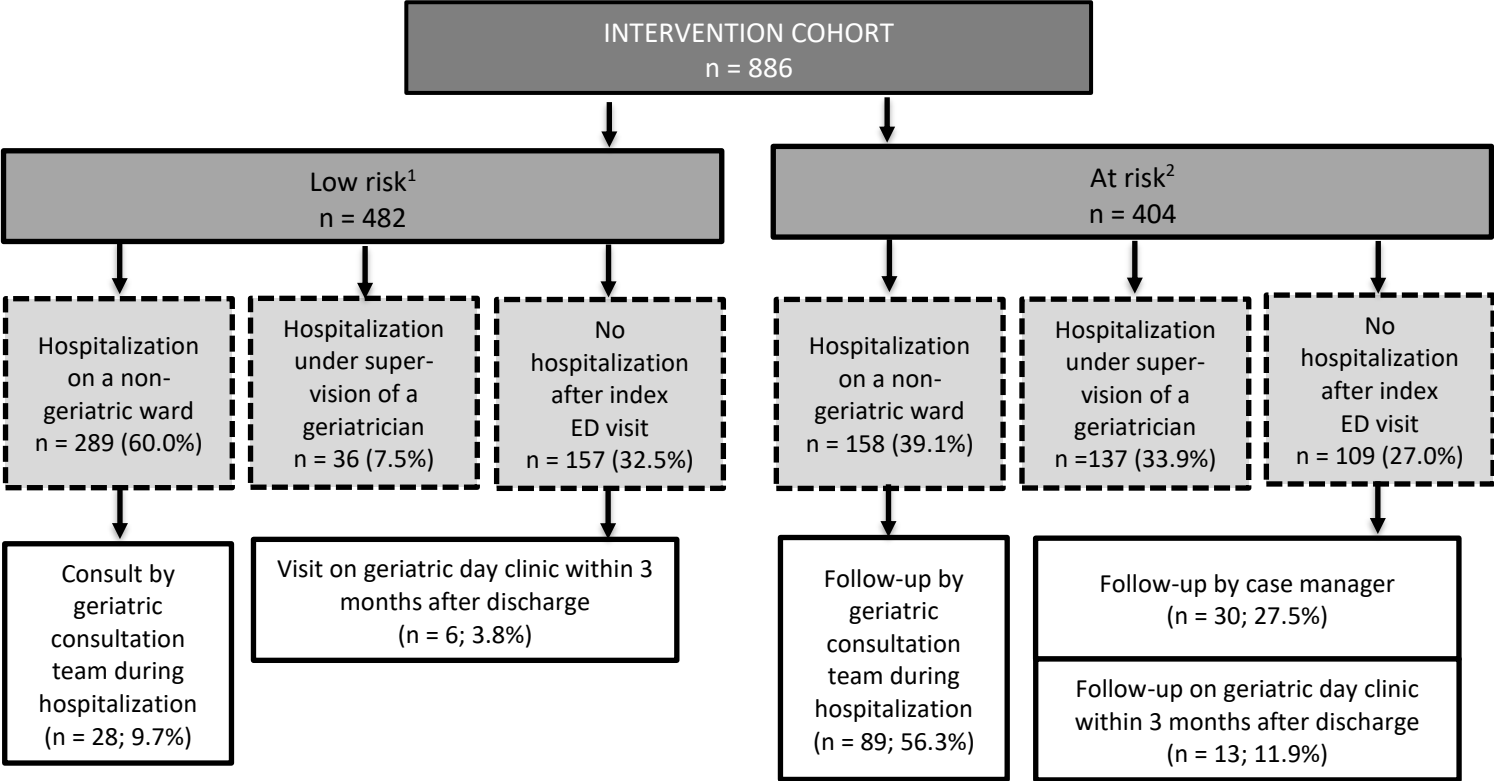 INTERVENTION COHORT
n = 886
Low risk¹
n = 482
At risk²
n = 404
Hospitalization
on a non-
geriatric ward
n = 289 (60.0%)
Hospitalization
under super-
vision of a
geriatrician
n = 36 (7.5%)
No
hospitalization
after index
ED visit
n = 157 (32.5%)
Hospitalization
on a non-
geriatric ward
n = 158 (39.1%)
Hospitalization
under super-
vision of a
geriatrician
n =137 (33.9%)
No
hospitalization
after index
ED visit
n = 109 (27.0%)
Consult by
geriatric
consultation
team during
hospitalization
(n = 28; 9.7%)
Visit on geriatric day clinic within 3
months after discharge
(n = 6; 3.8%)
Follow-up by
geriatric
consultation
team during
hospitalization
(n = 89; 56.3%)
Follow-up by case manager
(n = 30; 27.5%)
Follow-up on geriatric day clinic
within 3 months after discharge
(n = 13; 11.9%)